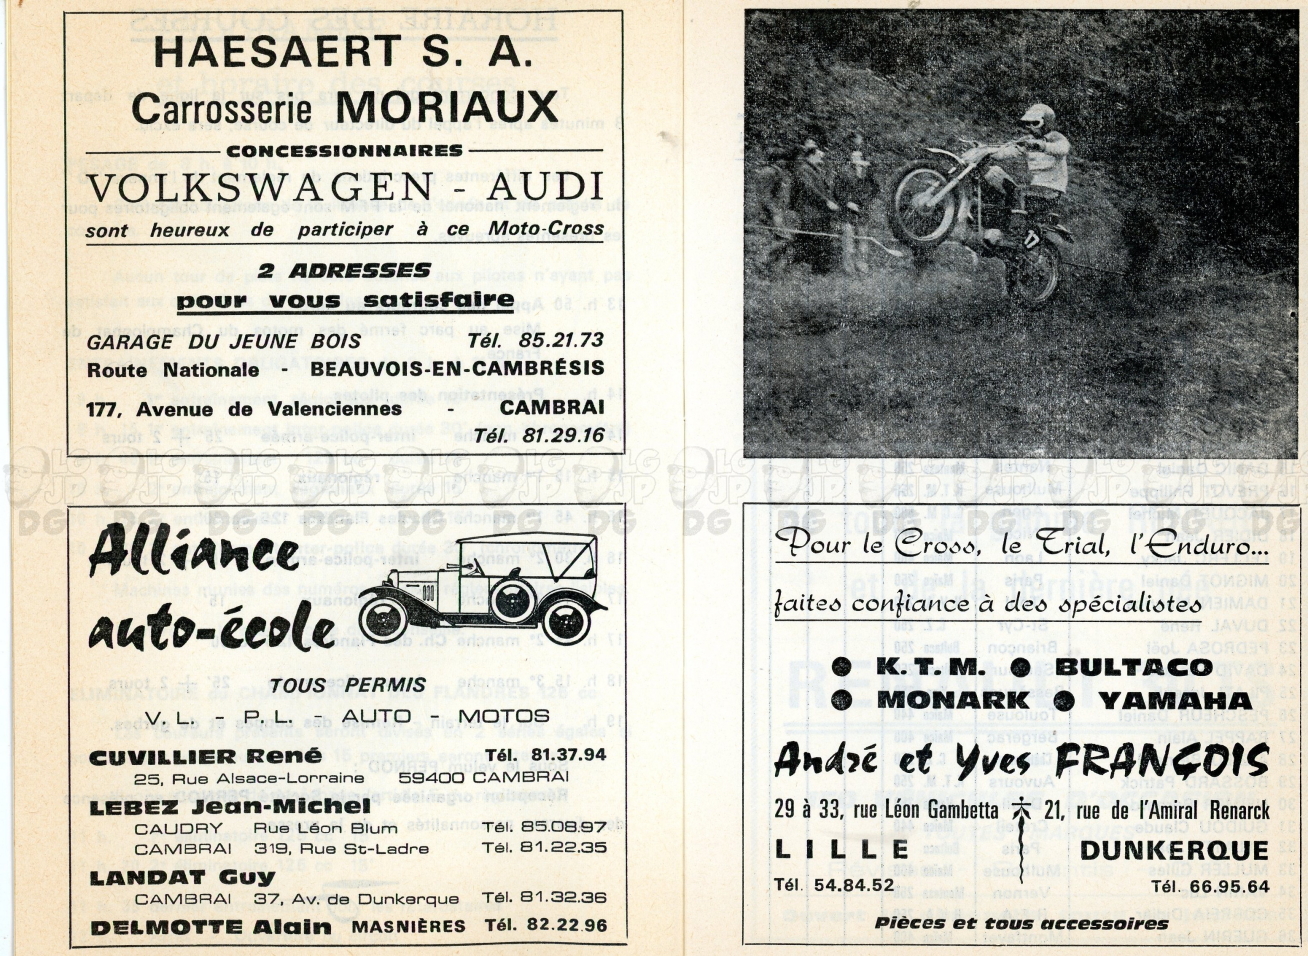 HAESAERT S. A.
Carrosserie MORIAUX
CONCESSIONNAIRES
VOLKSWAGEN - AUDI
sont heureux de participer à ce Moto-Cross
2 ADRESSES
pour vous satisfaire
GARAGE DU JEUNE BOIS Tél. 85.21.73
Route Nationale - BEAUVOIS-EN-CAMBRÉSIS
177, Avenue de Valenciennes - CAMBRAI
Tél. 81.29.16
Alliance
auto-école
TOUS PERMIS
V.L. - P.L. - AUTO - MOTOS
CUVILLIER René Tél. 81.37.94
25, Rue Alsace-Lorraine 59400 CAMBRAI
LEBEZ Jean-Michel
CAUDRY Rue Léon Blum Tél. 85.08.97
CAMBRAI 319, Rue St-Ladre Tél. 81.22.35
LANDAT Guy
CAMBRAI 37, Av. de Dunkerque Tél. 81.32.36
DELMOTTE Alain MASNIÈRES Tél. 82.22.96
Pour le Cross, le Trial, l'Enduro...
faites confiance à des spécialistes
● K.T.M. ● BULTACO
● MONARK ● YAMAHA
André et Yves FRANÇOIS
29 à 33, rue Léon Gambetta
LILLE
Tél. 54.84.52
21, rue de l'Amiral Renarck
DUNKERQUE
Tél. 66.95.64
Pièces et tous accessoires
LG JP DG